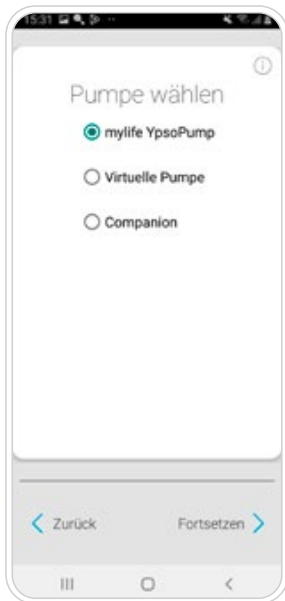 15:31
Pumpe wählen
mylife YpsoPump
Virtuelle Pumpe
Companion
Zurück
Fortsetzen